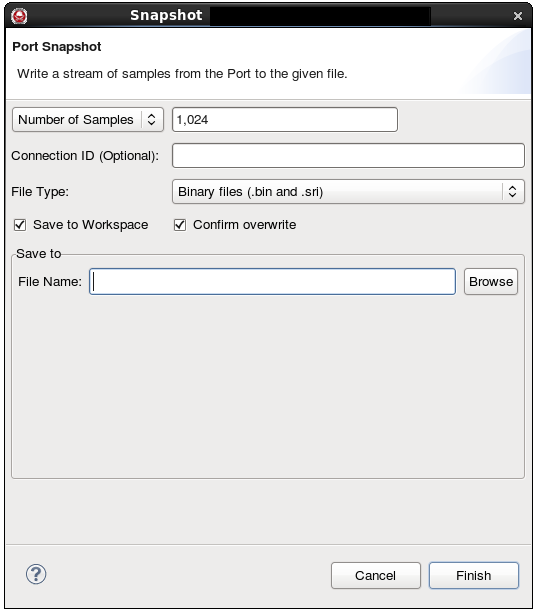 Snapshot
Port Snapshot
Write a stream of samples from the Port to the given file.
Number of Samples 1,024
Connection ID (Optional):
File Type: Binary files (.bin and .sri)
Save to Workspace Confirm overwrite
Save to
File Name: Browse
? Cancel Finish